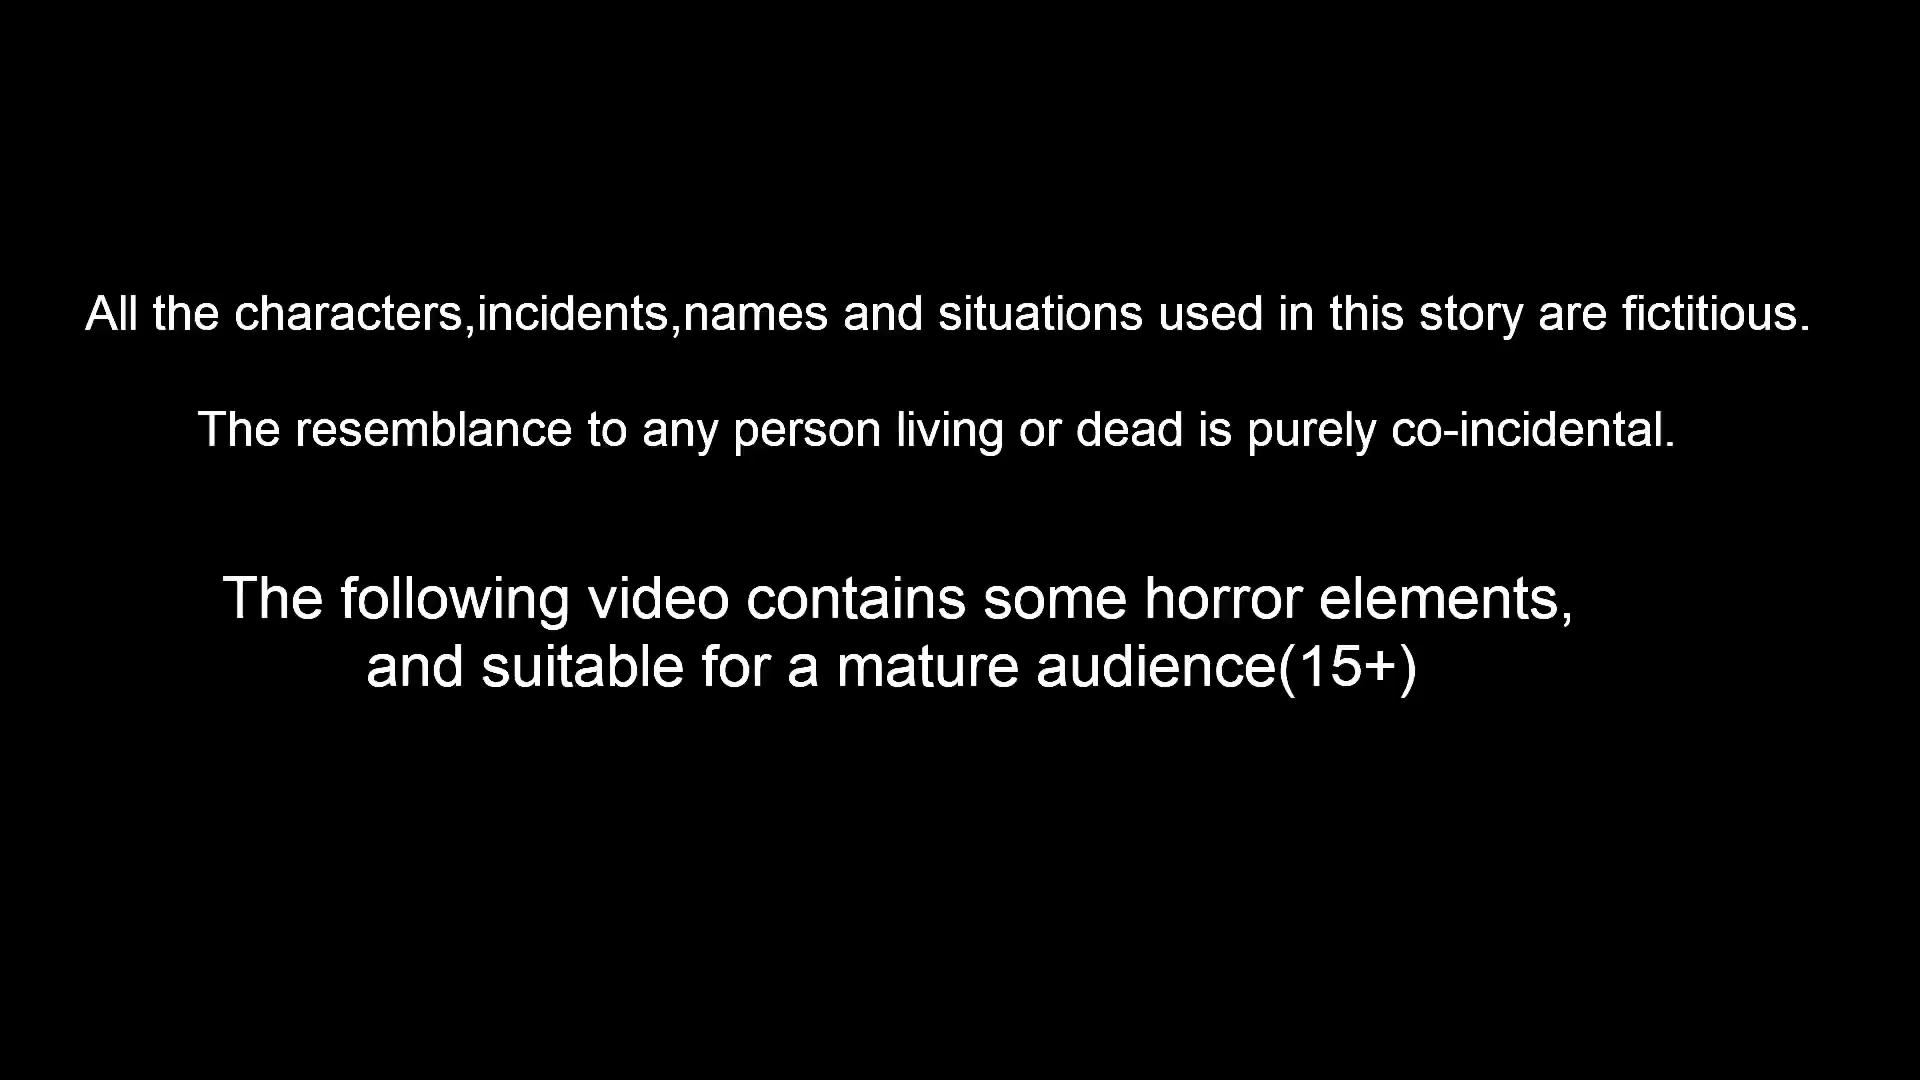 All the characters,incidents,names and situations used in this story are fictitious.
The resemblance to any person living or dead is purely co-incidental.
The following video contains some horror elements,
and suitable for a mature audience(15+)